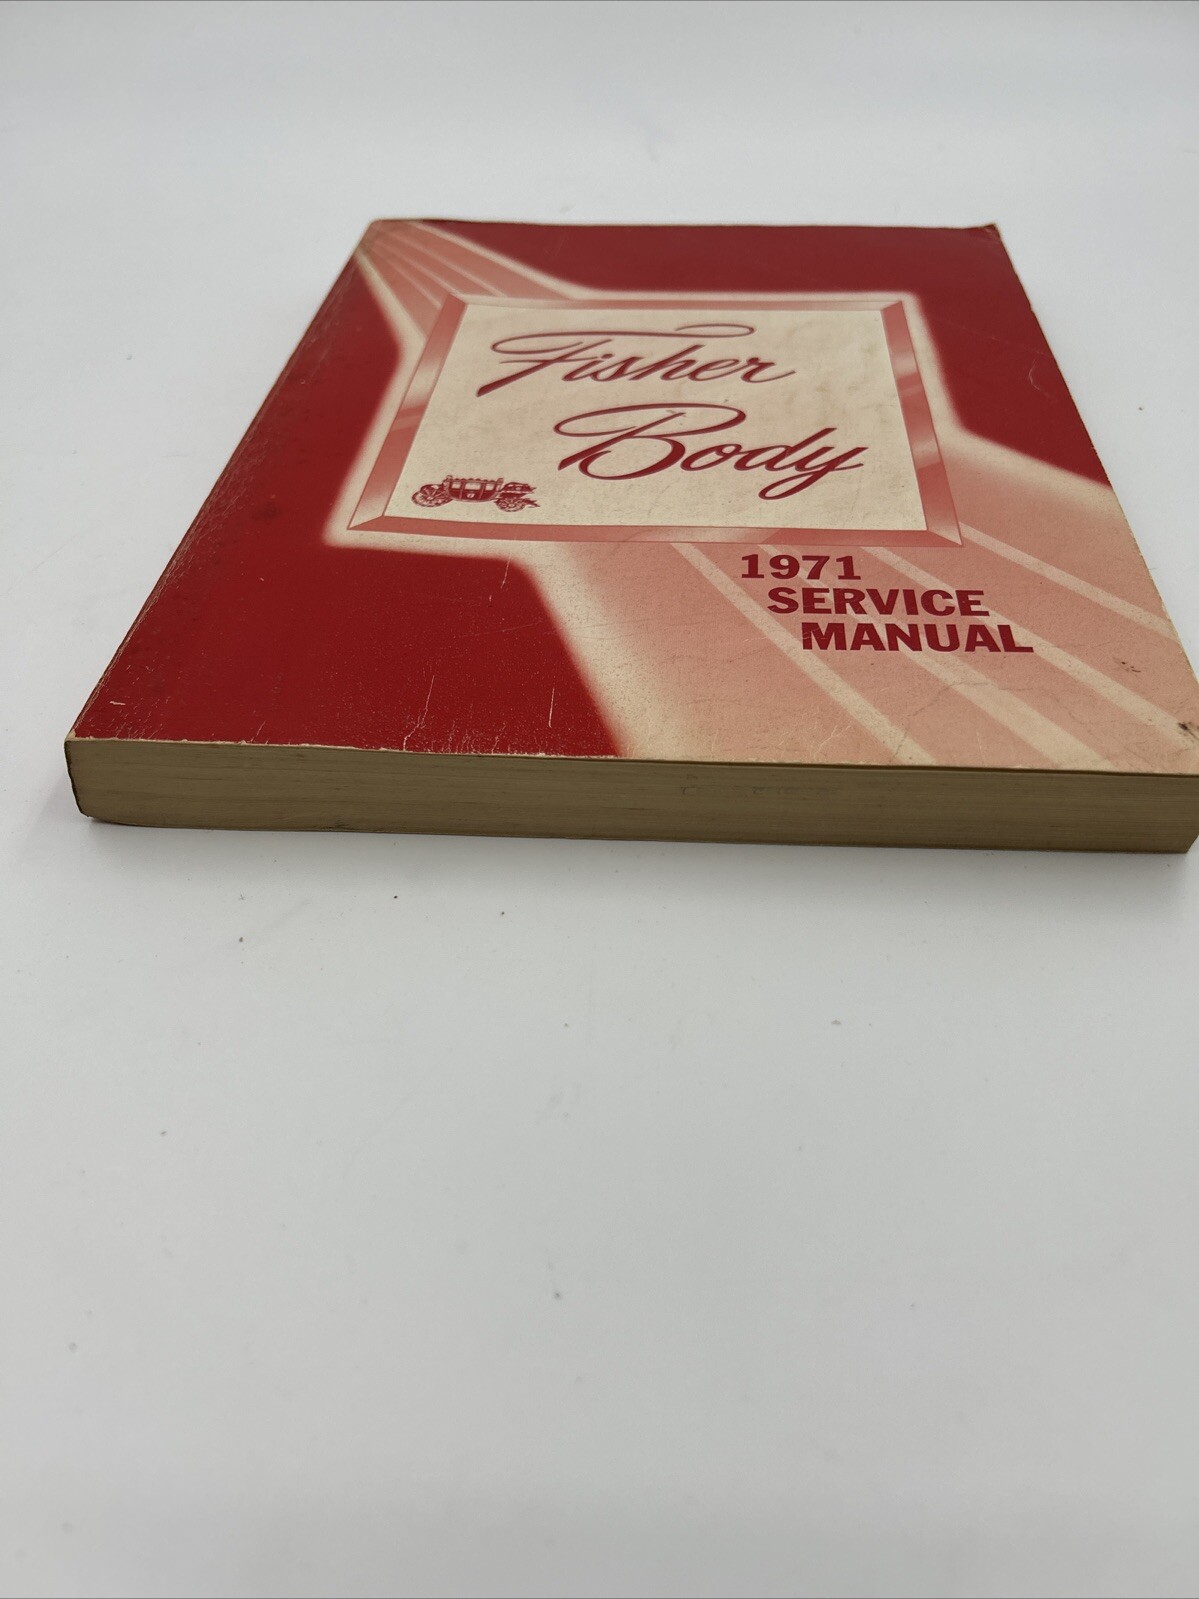 Fisher
Body
1971
SERVICE
MANUAL